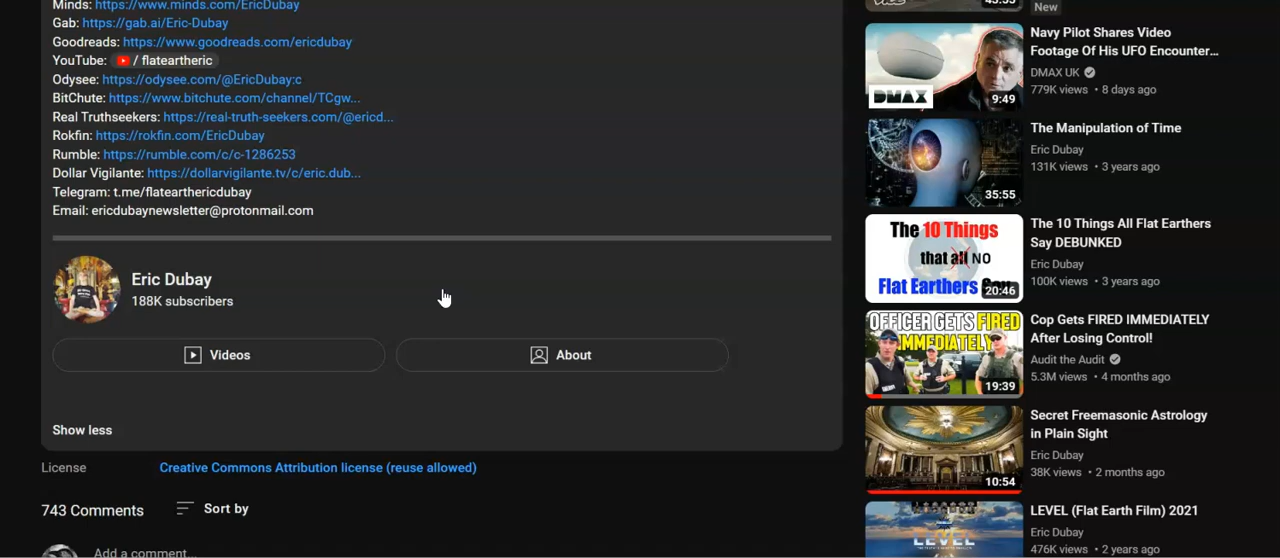 Minds: https://www.minds.com/EricDubay
Gab: https://gab.ai/Eric-Dubay
Goodreads: https://www.goodreads.com/ericdubay
YouTube: / flateartheric
Odysee: https://odysee.com/@EricDubay:c
BitChute: https://www.bitchute.com/channel/TCgw...
Real Truthseekers: https://real-truth-seekers.com/@ericd...
Rokfin: https://rokfin.com/EricDubay
Rumble: https://rumble.com/c/c-1286253
Dollar Vigilante: https://dollarvigilante.tv/c/eric.dub...
Telegram: t.me/flatearthericdubay
Email: ericdubaynewsletter@protonmail.com
Eric Dubay
188K subscribers
Videos
About
Show less
License
Creative Commons Attribution license (reuse allowed)
743 Comments
Sort by
Add a comment...
New
DMAX
9:49
Navy Pilot Shares Video
Footage Of His UFO Encounter...
DMAX UK
779K views • 8 days ago
35:55
The Manipulation of Time
Eric Dubay
131K views • 3 years ago
The 10 Things
that all NO
Flat Earthers
20:46
The 10 Things All Flat Earthers
Say DEBUNKED
Eric Dubay
100K views • 3 years ago
OFFICER GETS FIRED
IMMEDIATELY
19:39
Cop Gets FIRED IMMEDIATELY
After Losing Control!
Audit the Audit
5.3M views • 4 months ago
10:54
Secret Freemasonic Astrology
in Plain Sight
Eric Dubay
38K views • 2 months ago
LEVEL
LEVEL (Flat Earth Film) 2021
Eric Dubay
476K views • 2 years ago